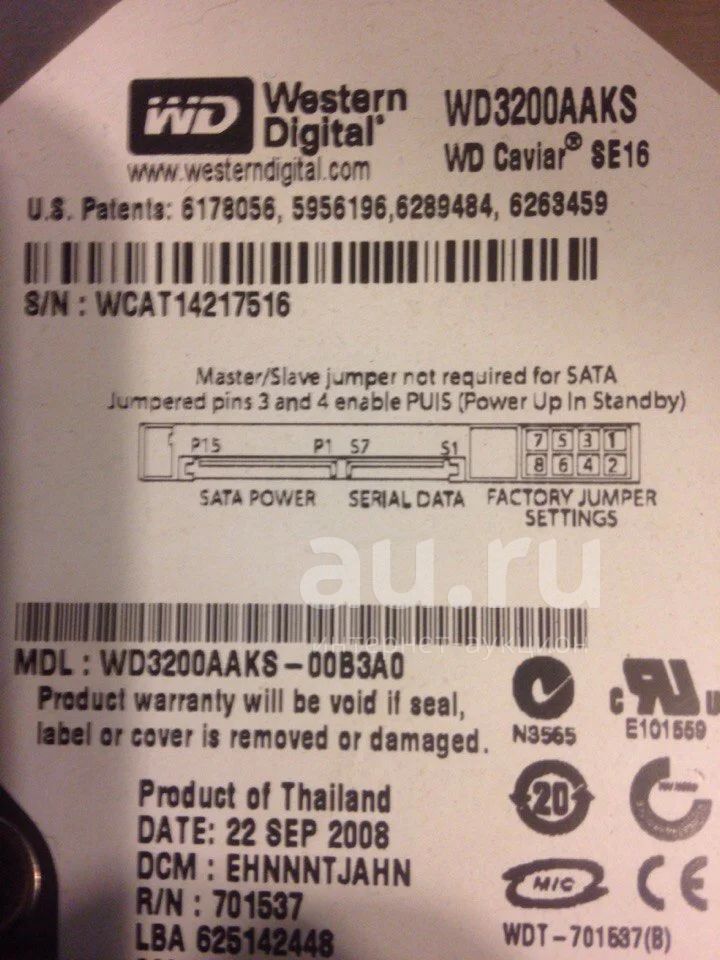 WD Western Digital®
WD3200AAKS
WD Caiver® SE16
www.westerndigital.com
U.S. Patents: 6178056, 5956196,6289484, 6263459
S/N : WCAT14217516
Master/Slave jumper not required for SATA
Jumpered pins 3 and 4 enable PUIS (Power Up In Standby)
P15 P1 S7 S1 7 5 3 1
8 6 4 2
SATA POWER SERIAL DATA FACTORY JUMPER
SETTINGS
au.ru
интернет-аукцион
MDL : WD3200AAKS-00B3A0
Product warranty will be void if seal,
label or cover is removed or damaged.
N3565
C US
E101559
Product of Thailand
DATE: 22 SEP 2008
DCM : EHNNNTJAHN
R/N : 701537
LBA 625142448
20
MIC
CE
WDT-701537(B)